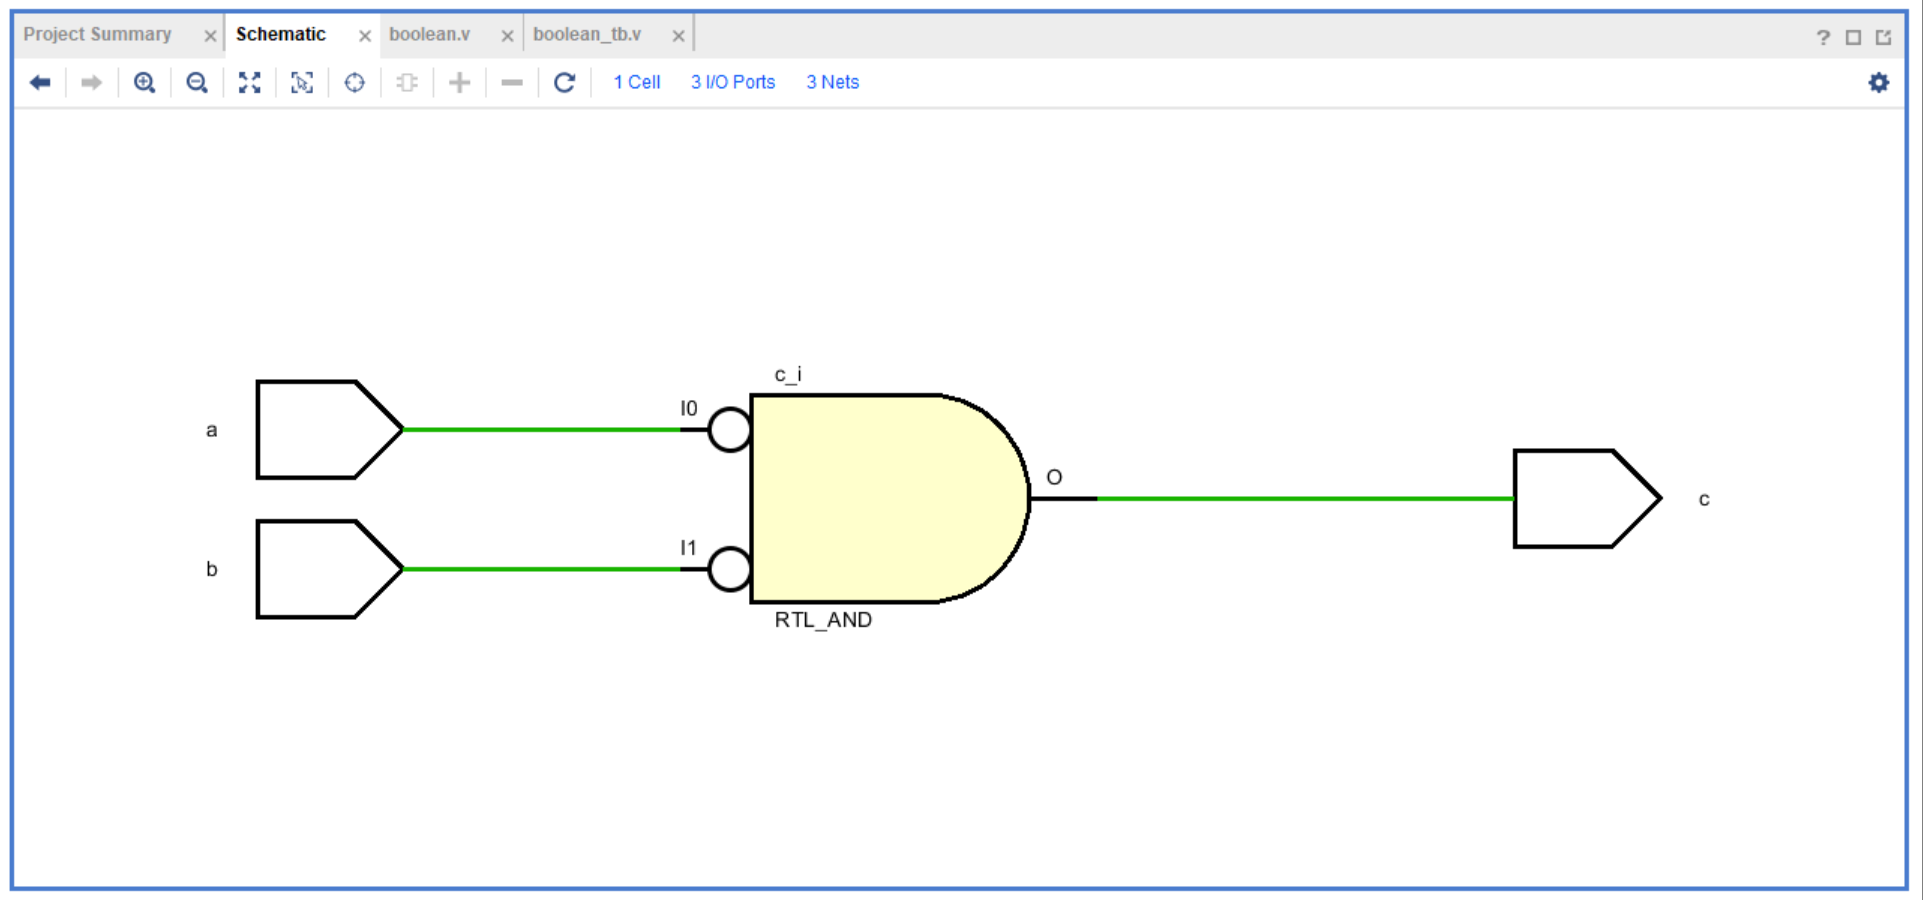 Project Summary × Schematic × boolean.v × boolean_tb.v × ?
1 Cell 3 I/O Ports 3 Nets
c_i
I0
a
O
c
I1
b
RTL_AND